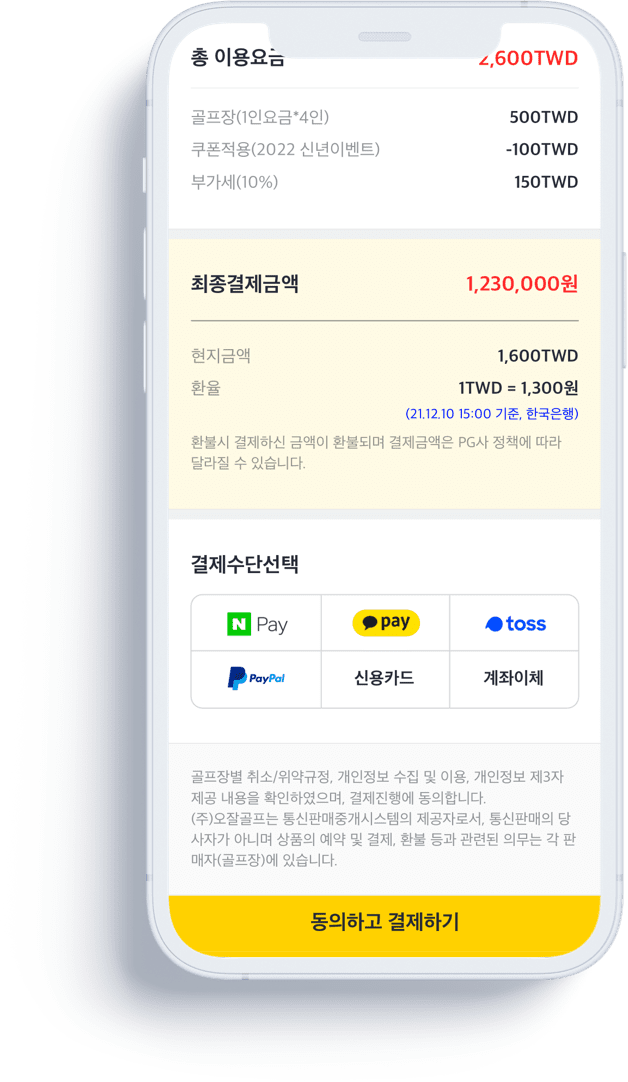 총 이용요금 2,600TWD
골프장(1인요금*4인) 500TWD
쿠폰적용(2022 신년이벤트) -100TWD
부가세(10%) 150TWD
최종결제금액 1,230,000원
현지금액 1,600TWD
환율 1TWD = 1,300원
(21.12.10 15:00 기준, 한국은행)
환불시 결제하신 금액이 환불되며 결제금액은 PG사 정책에 따라
달라질 수 있습니다.
결제수단선택
N Pay pay toss
PayPal 신용카드 계좌이체
골프장별 취소/위약규정, 개인정보 수집 및 이용, 개인정보 제3자
제공 내용을 확인하였으며, 결제진행에 동의합니다.
(주)오잘골프는 통신판매중개시스템의 제공자로서, 통신판매의 당
사자가 아니며 상품의 예약 및 결제, 환불 등과 관련된 의무는 각 판
매자(골프장)에 있습니다.
동의하고 결제하기